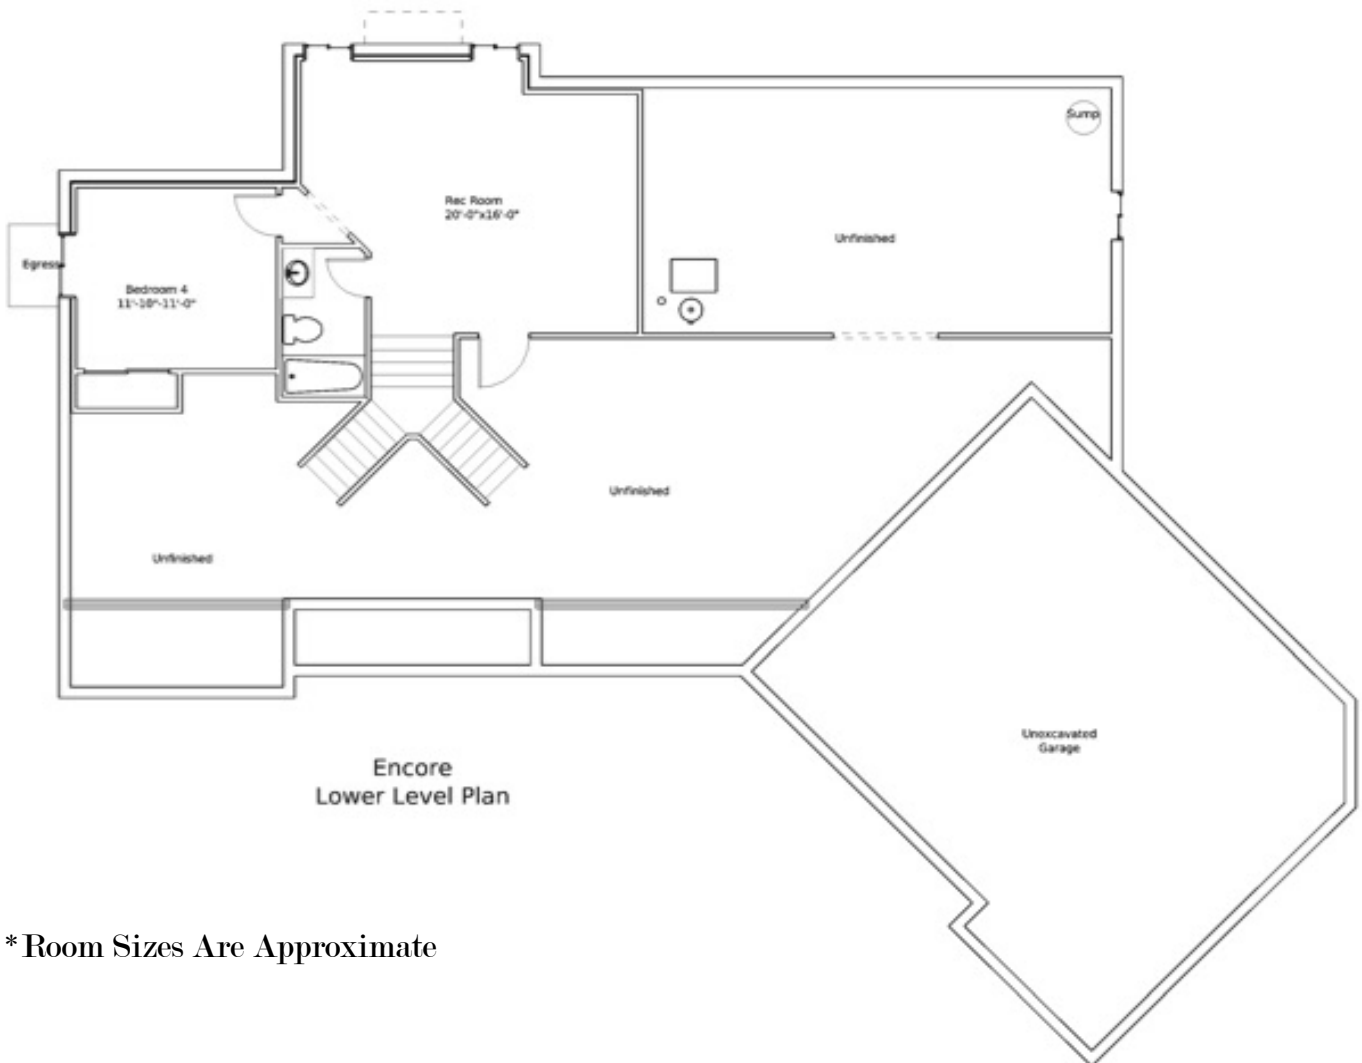 Sump
Rec Room
20'-0"x16'-0"
Unfinished
Egress
Bedroom 4
11'-10"-11'-0"
Unfinished
Unfinished
Unexcavated
Garage
Encore
Lower Level Plan
*Room Sizes Are Approximate